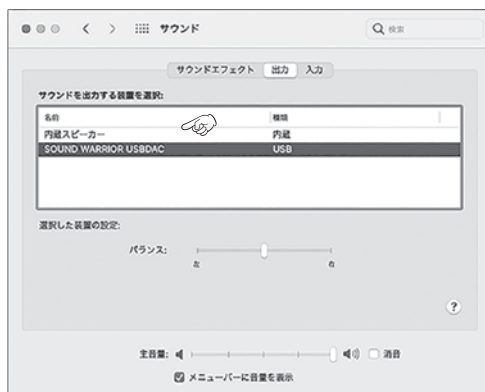 サウンド
検索
サウンドエフェクト 出力 入力
サウンドを出力する装置を選択:
名前 種類
内蔵スピーカー 内蔵
SOUND WARRIOR USBDAC USB
選択した装置の設定:
バランス:
左 右
?
主音量: 消音
メニューバーに音量を表示